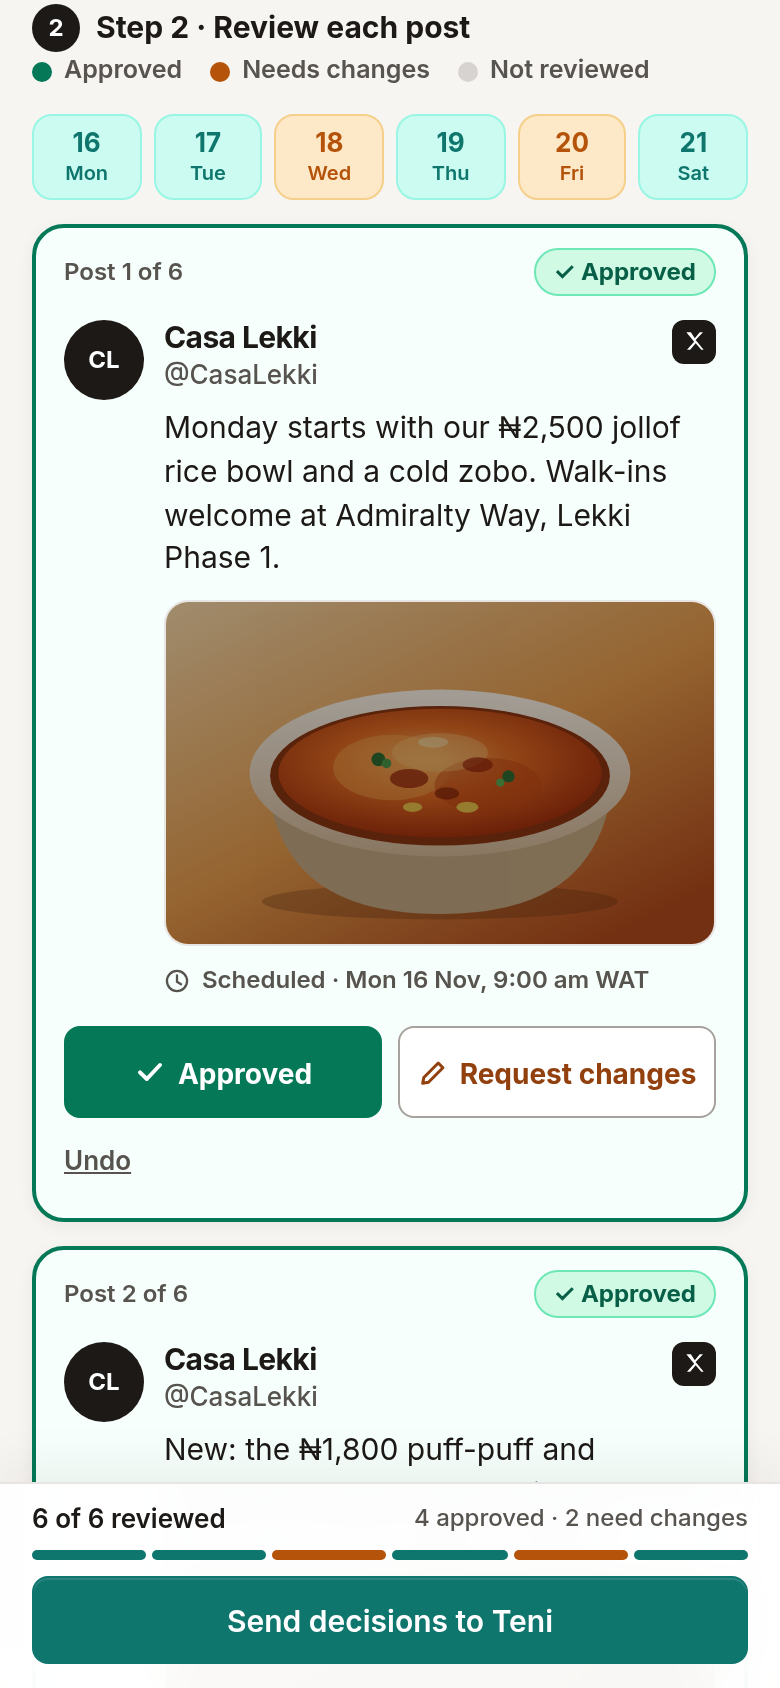 2 Step 2 · Review each post
Approved Needs changes Not reviewed
16 17 18 19 20 21
Mon Tue Wed Thu Fri Sat
Post 1 of 6 Approved
CL Casa Lekki X
@CasaLekki
Monday starts with our ₦2,500 jollof
rice bowl and a cold zobo. Walk-ins
welcome at Admiralty Way, Lekki
Phase 1.
Scheduled · Mon 16 Nov, 9:00 am WAT
Approved Request changes
Undo
Post 2 of 6 Approved
CL Casa Lekki X
@CasaLekki
New: the ₦1,800 puff-puff and
6 of 6 reviewed 4 approved · 2 need changes
Send decisions to Teni